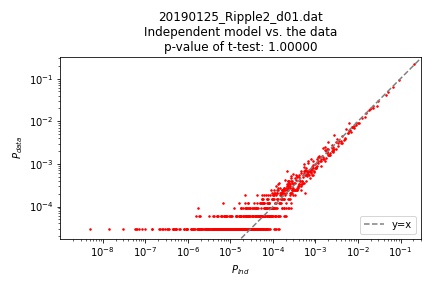 20190125_Ripple2_d01.dat
Independent model vs. the data
p-value of t-test: 1.00000
P_data
10⁻¹
10⁻²
10⁻³
10⁻⁴
y=x
10⁻⁸ 10⁻⁷ 10⁻⁶ 10⁻⁵ 10⁻⁴ 10⁻³ 10⁻² 10⁻¹
P_ind